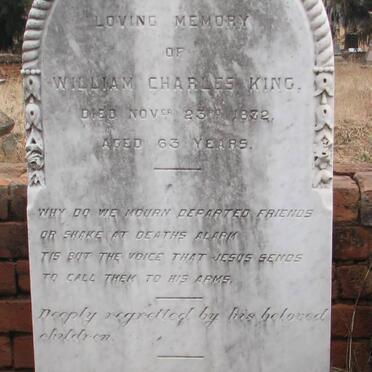 LOVING MEMORY
OF
WILLIAM CHARLES KING.
DIED NOVER 23RD 1932.
AGED 63 YEARS.
WHY DO WE MOURN DEPARTED FRIENDS
OR SHAKE AT DEATHS ALARM
TIS BUT THE VOICE THAT JESUS SENDS
TO CALL THEM TO HIS ARMS.
Deeply regretted by his beloved
children.